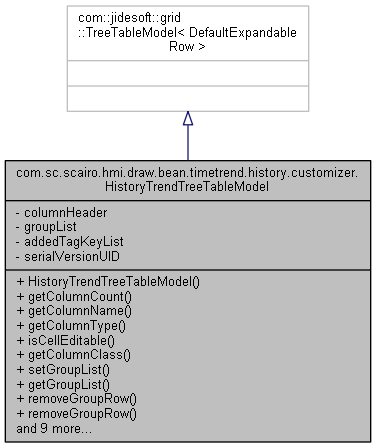 com::jidesoft::grid
::TreeTableModel< DefaultExpandable
Row >
com.sc.scairo.hmi.draw.bean.timetrend.history.customizer.
HistoryTrendTreeTableModel
- columnHeader
- groupList
- addedTagKeyList
- serialVersionUID
+ HistoryTrendTreeTableModel()
+ getColumnCount()
+ getColumnName()
+ getColumnType()
+ isCellEditable()
+ getColumnClass()
+ setGroupList()
+ getGroupList()
+ removeGroupRow()
+ removeGroupRow()
and 9 more...